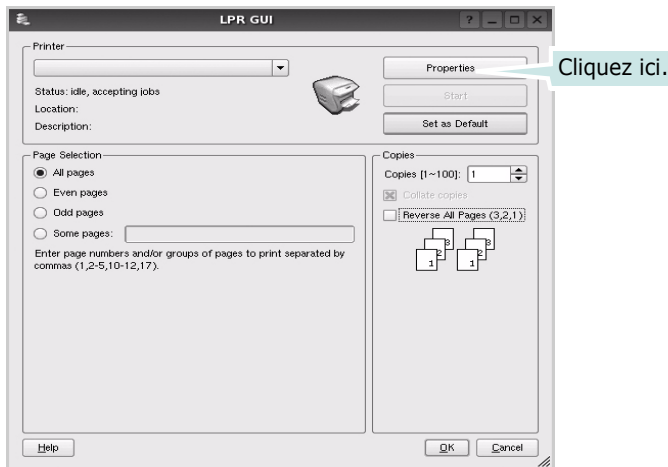 LPR GUI
Printer
Properties
Cliquez ici.
Status: idle, accepting jobs
Start
Location:
Description:
Set as Default
Page Selection
All pages
Even pages
Odd pages
Some pages:
Enter page numbers and/or groups of pages to print separated by
commas (1,2-5,10-12,17).
Copies
Copies [1~100]: 1
Collate copies
Reverse All Pages (3,2,1)
3 3
2 2
1 1
Help
OK
Cancel